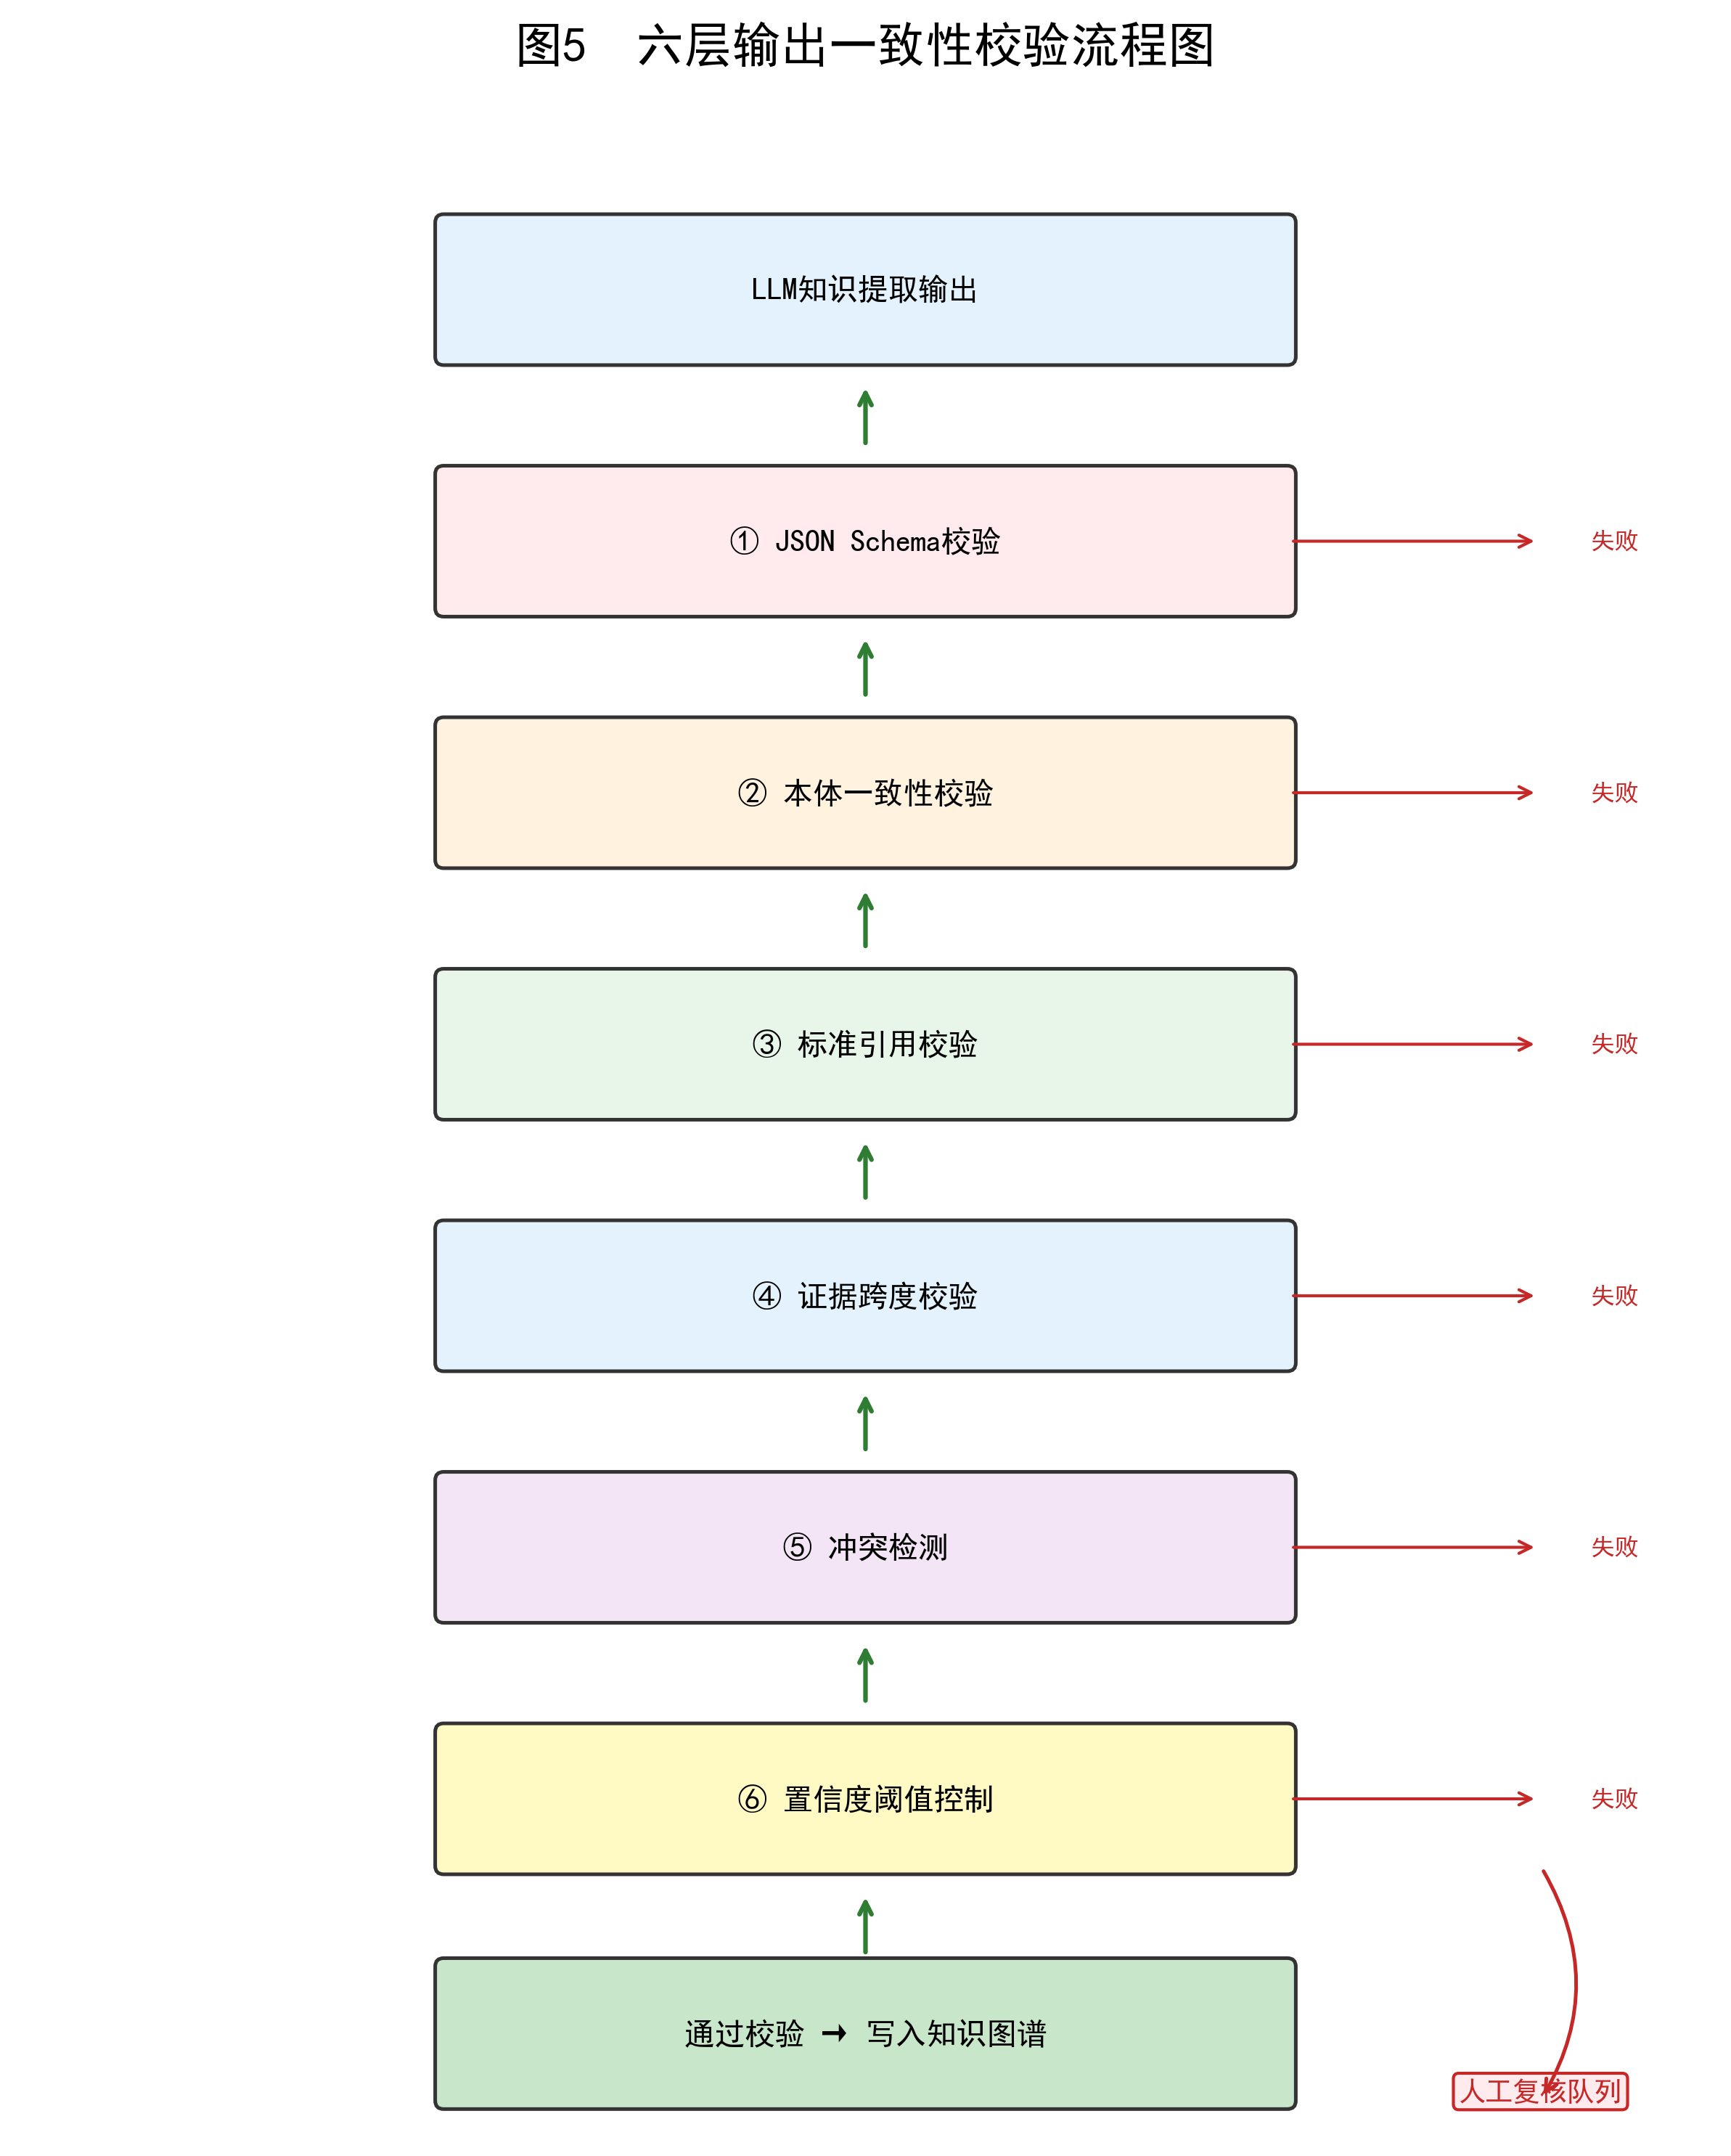 图5  六层输出一致性校验流程图
LLM知识提取输出
① JSON Schema校验
失败
② 本体一致性校验
失败
③ 标准引用校验
失败
④ 证据跨度校验
失败
⑤ 冲突检测
失败
⑥ 置信度阈值控制
失败
通过校验 → 写入知识图谱
人工复核队列